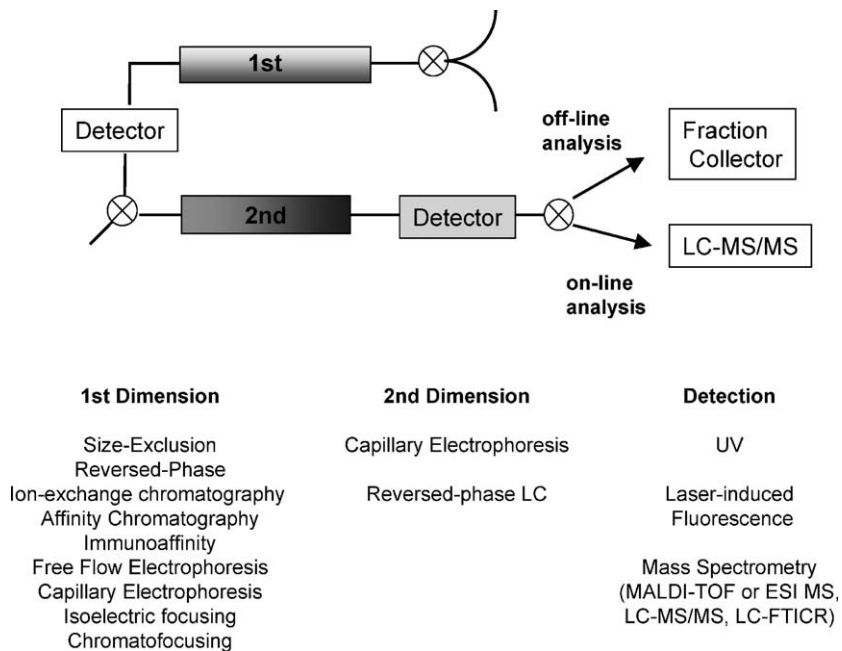 1st
Detector
off-line
analysis
Fraction
Collector
2nd
Detector
LC-MS/MS
on-line
analysis
1st Dimension
Size-Exclusion
Reversed-Phase
Ion-exchange chromatography
Affinity Chromatography
Immunoaffinity
Free Flow Electrophoresis
Capillary Electrophoresis
Isoelectric focusing
Chromatofocusing
2nd Dimension
Capillary Electrophoresis
Reversed-phase LC
Detection
UV
Laser-induced
Fluorescence
Mass Spectrometry
(MALDI-TOF or ESI MS,
LC-MS/MS, LC-FTICR)